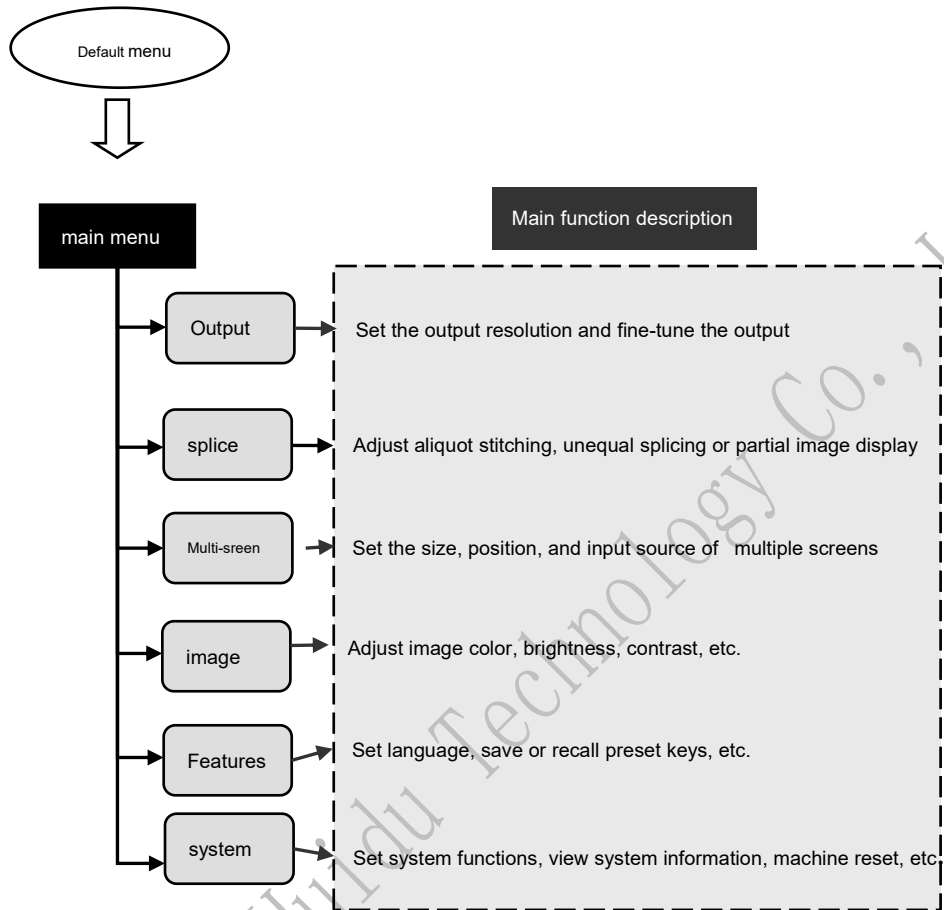 Default menu
main menu
Main function description
Output
Set the output resolution and fine-tune the output
splice
Adjust aliquot stitching, unequal splicing or partial image display
Multi-sreen
Set the size, position, and input source of multiple screens
image
Adjust image color, brightness, contrast, etc.
Features
Set language, save or recall preset keys, etc.
system
Set system functions, view system information, machine reset, etc.
Huidu Technology Co.,